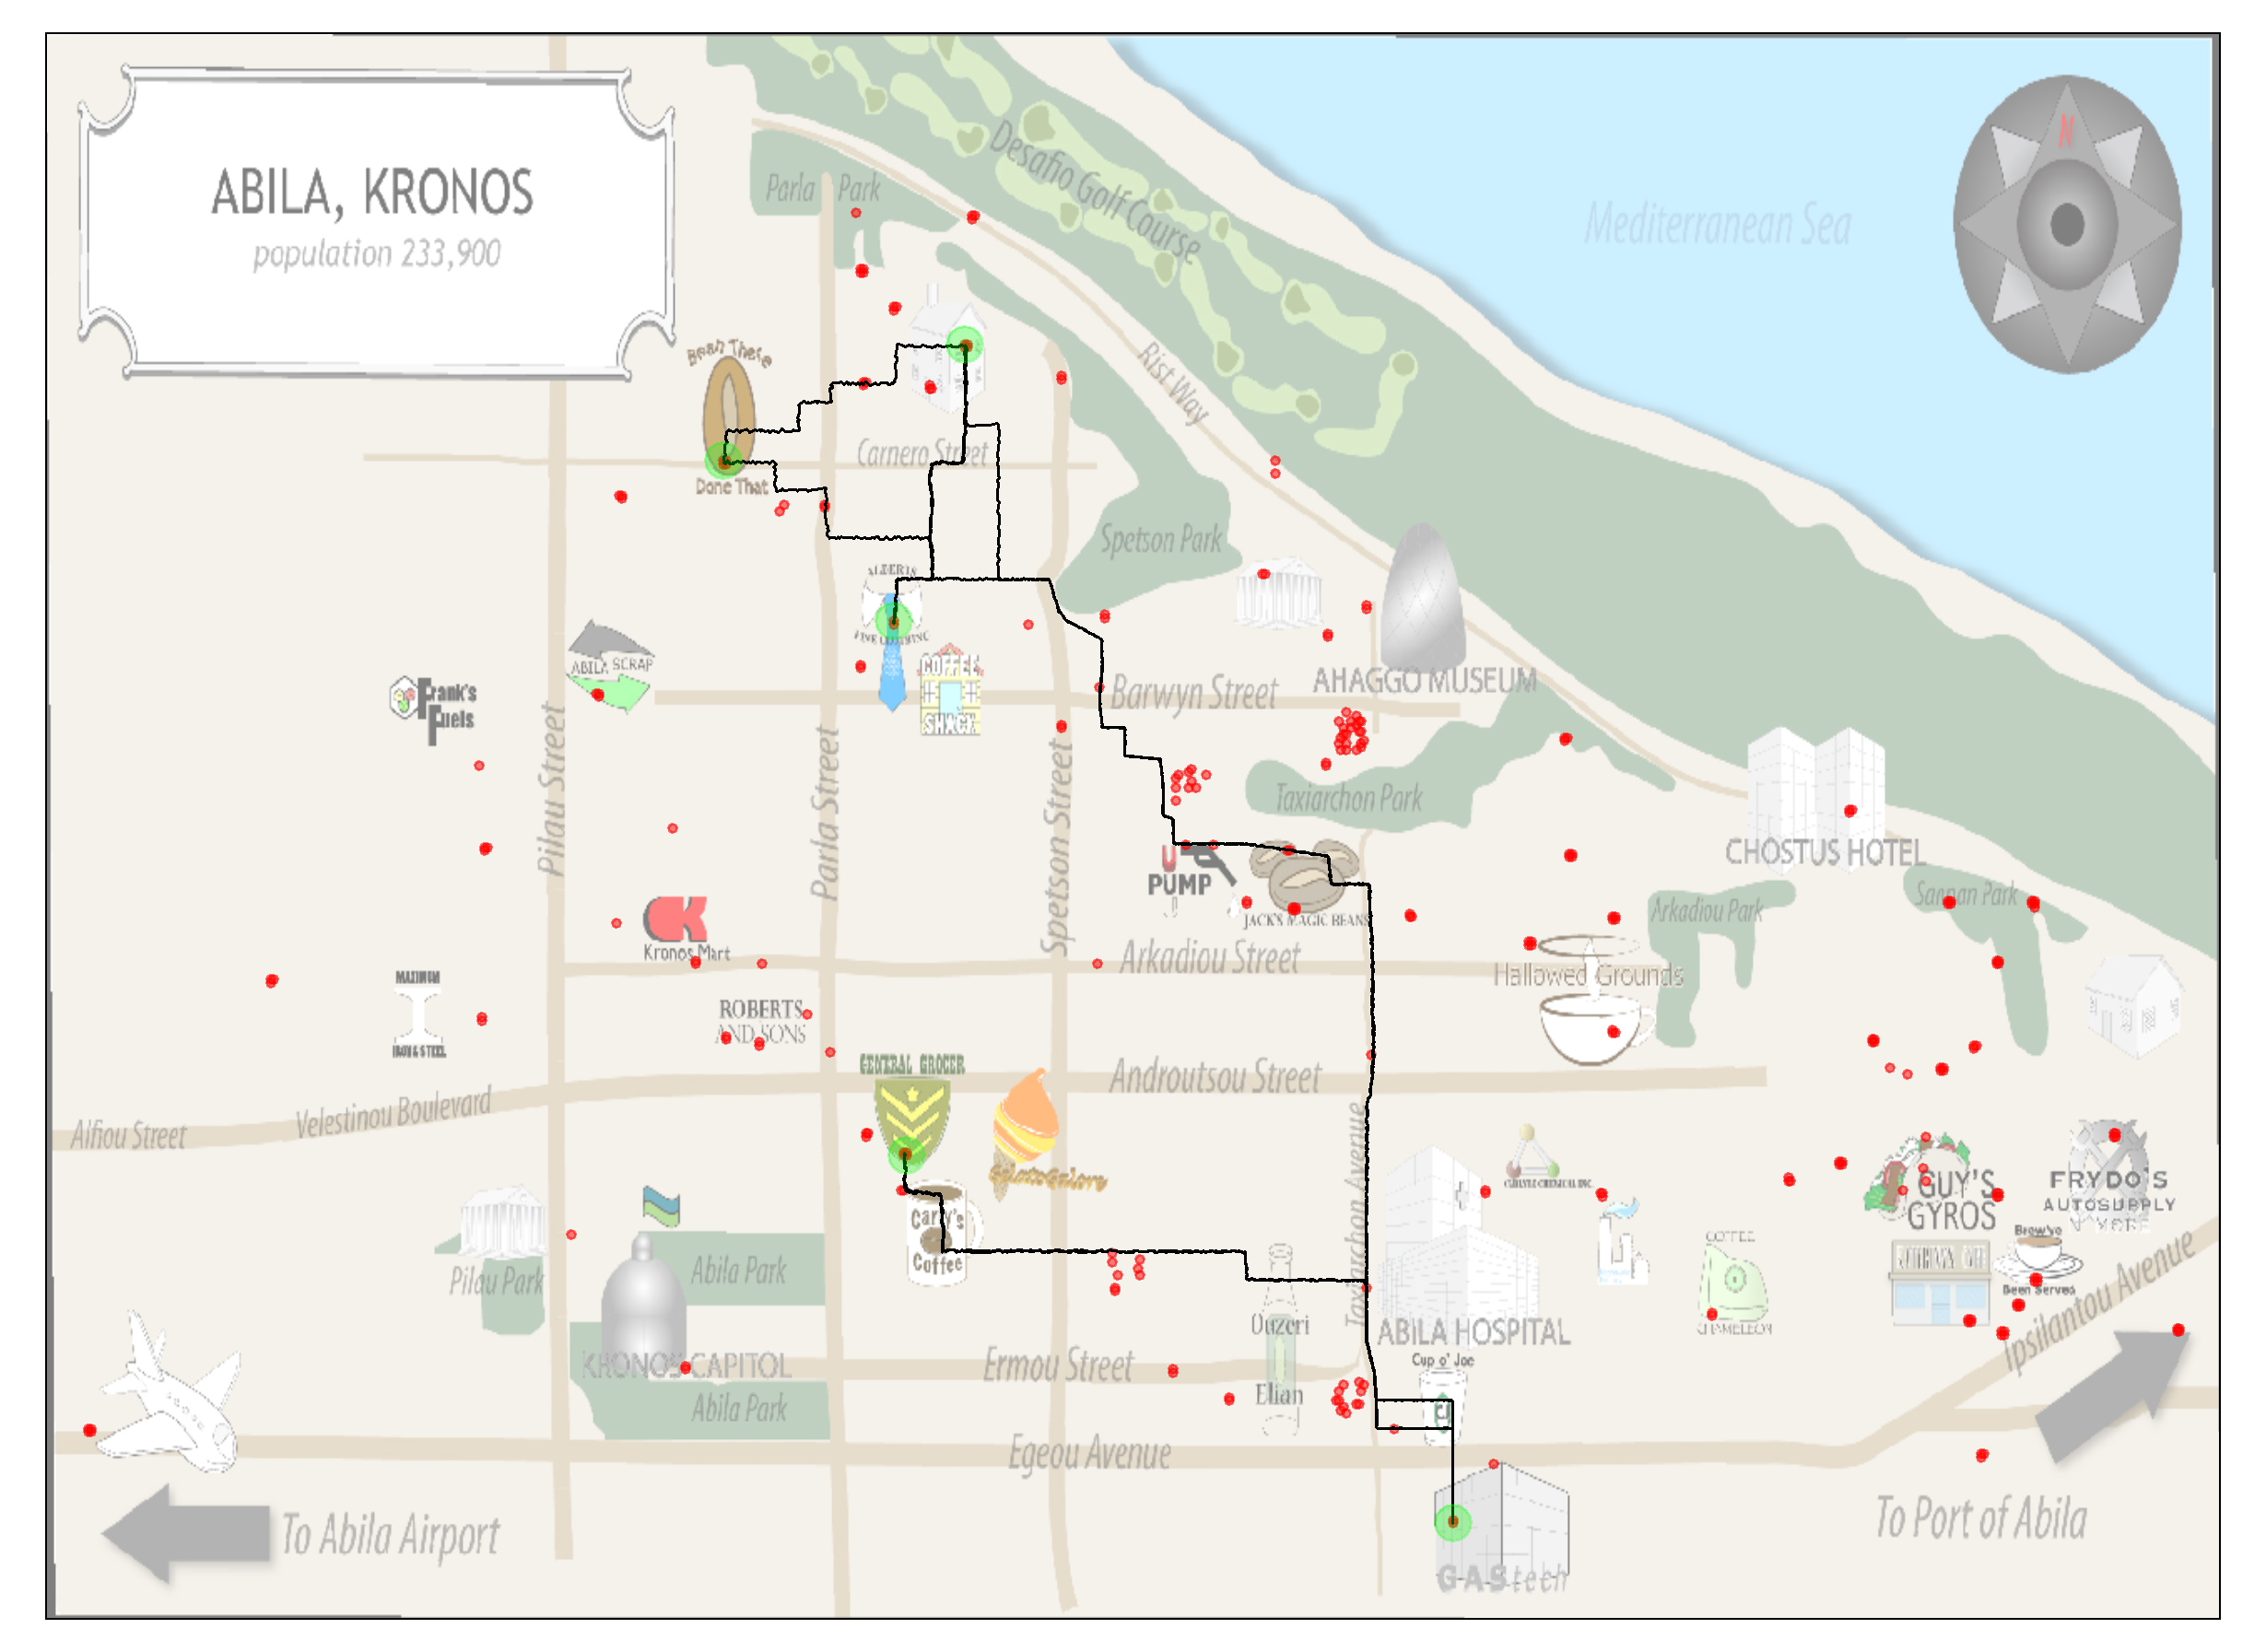 ABILA, KRONOS
population 233,900
N
Mediterranean Sea
Desafio Golf Course
Parla Park
Rist Way
Bean There
Done That
Carnero Street
Spetson Park
ALBERTS
FINE CLOTHING
ABILA SCRAP
COFFEE
SHACK
Frank's
Fuels
Barwyn Street
AHAGGO MUSEUM
Pilau Street
Parla Street
Spetson Street
Taxiarchon Park
CHOSTUS HOTEL
U
PUMP
JACK'S MAGIC BEANS
Arkadiou Park
Sannan Park
Kronos Mart
Arkadiou Street
Hallowed Grounds
MAXIMUM
IRON & STEEL
ROBERTS
AND SONS
GENERAL GROCER
Androutsou Street
Velestinou Boulevard
Alfiou Street
Gelato Galore
Taxiarchon Avenue
CARLYLE CHEMICAL INC.
GUY'S
GYROS
FRYDO'S
AUTOSUPPLY
'N' MORE
Carly's
Coffee
Pilau Park
Abila Park
Ouzeri
Elian
ABILA HOSPITAL
COFFEE
CHAMELEON
KATERINA'S CAFE
Brew've
Been Served
Ipsilantou Avenue
KRONOS CAPITOL
Ermou Street
Cup o' Joe
CJ
Abila Park
Egeou Avenue
To Abila Airport
GAStech
To Port of Abila